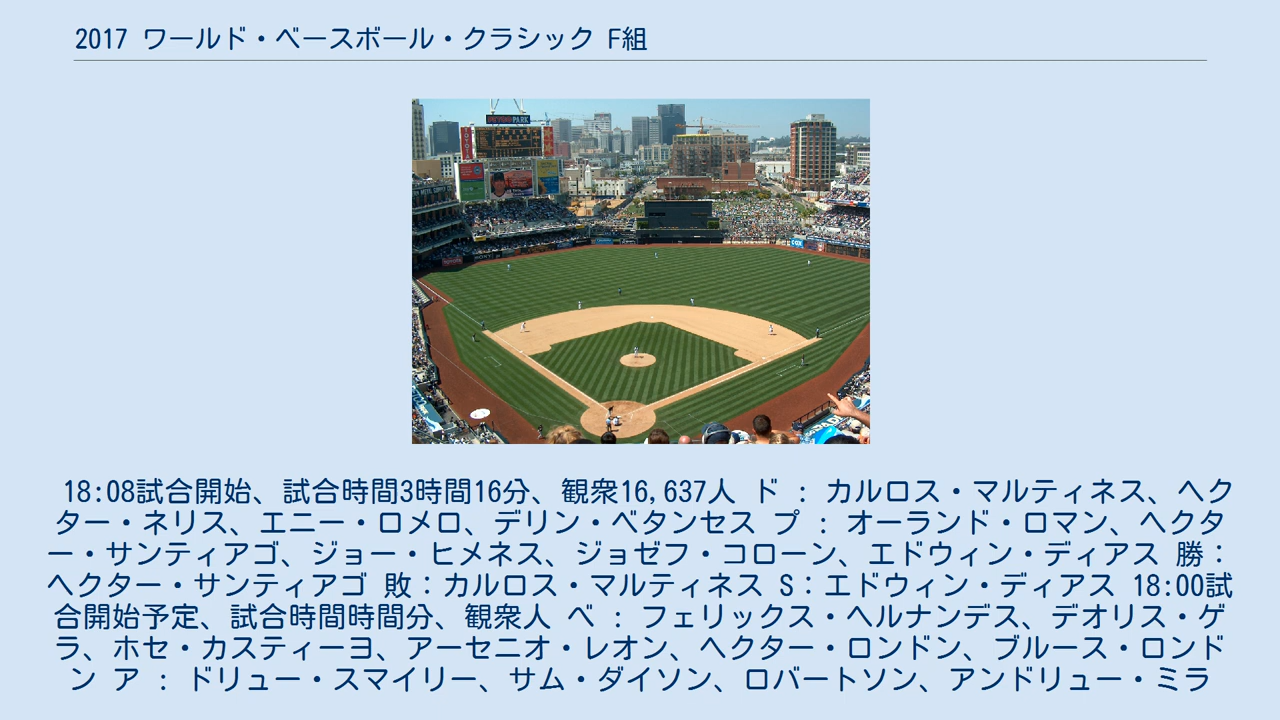 2017 ワールド・ベースボール・クラシック F組
PETCO PARK
TOYOTA
COX
18:08試合開始、試合時間3時間16分、観衆16,637人 ド : カルロス・マルティネス、ヘク
ター・ネリス、エニー・ロメロ、デリン・ベタンセス プ : オーランド・ロマン、ヘクタ
ー・サンティアゴ、ジョー・ヒメネス、ジョゼフ・コローン、エドウィン・ディアス 勝：
ヘクター・サンティアゴ 敗：カルロス・マルティネス S：エドウィン・ディアス 18:00試
合開始予定、試合時間時間分、観衆人 ベ : フェリックス・ヘルナンデス、デオリス・ゲ
ラ、ホセ・カスティーヨ、アーセニオ・レオン、ヘクター・ロンドン、ブルース・ロンド
ン ア : ドリュー・スマイリー、サム・ダイソン、ロバートソン、アンドリュー・ミラ